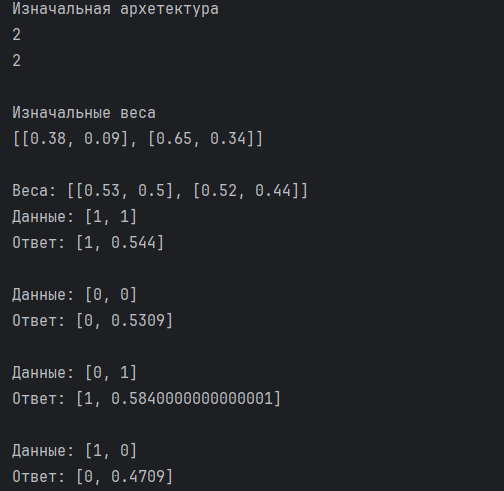 Изначальная архетектура
2
2
Изначальные веса
[[0.38, 0.09], [0.65, 0.34]]
Веса: [[0.53, 0.5], [0.52, 0.44]]
Данные: [1, 1]
Ответ: [1, 0.544]
Данные: [0, 0]
Ответ: [0, 0.5309]
Данные: [0, 1]
Ответ: [1, 0.5840000000000001]
Данные: [1, 0]
Ответ: [0, 0.4709]